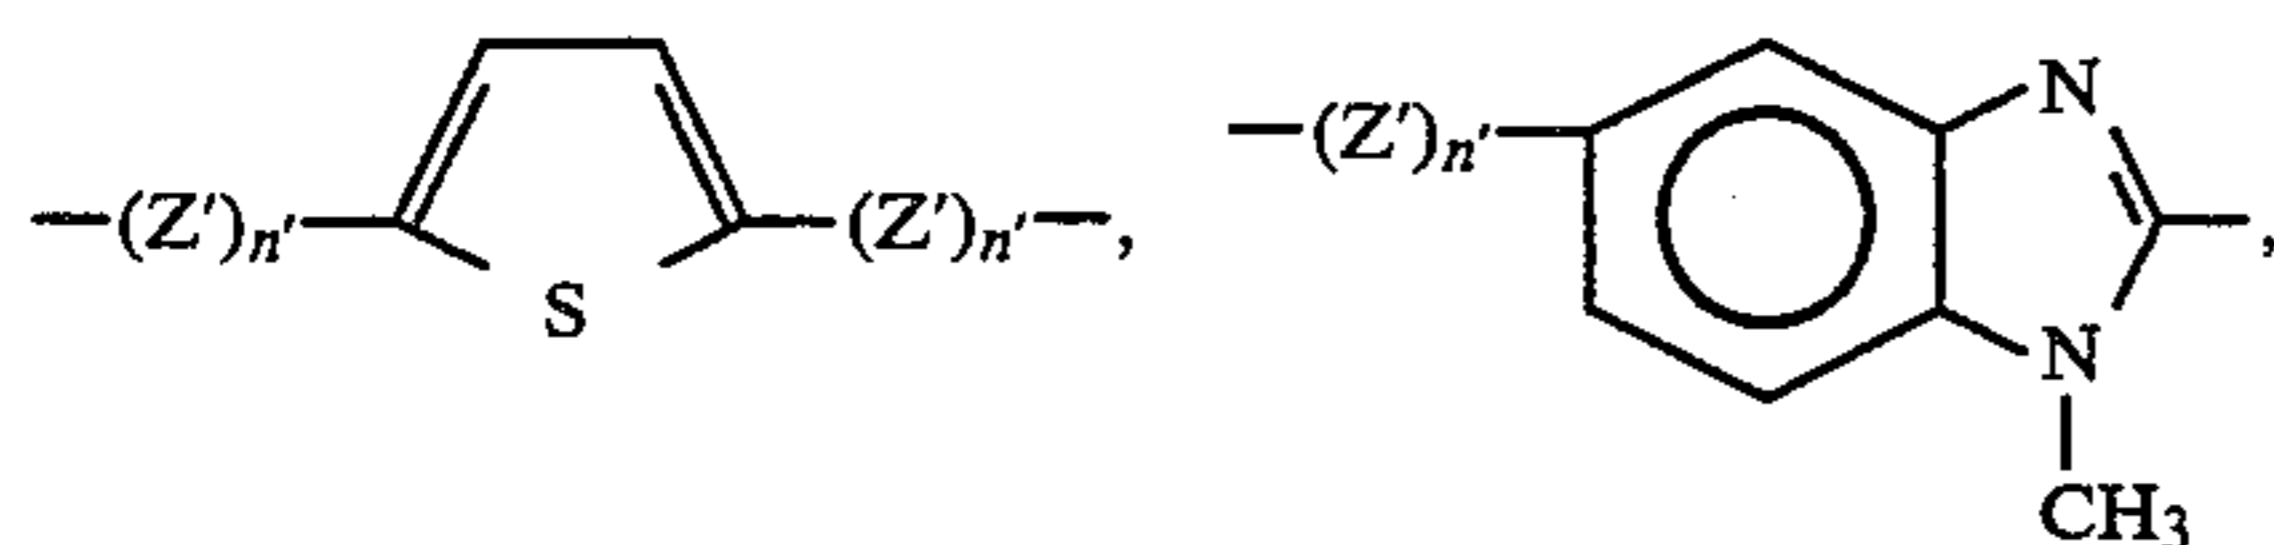 —(Z′)n′— S —(Z′)n′—,
—(Z′)n′— N N CH3 ,